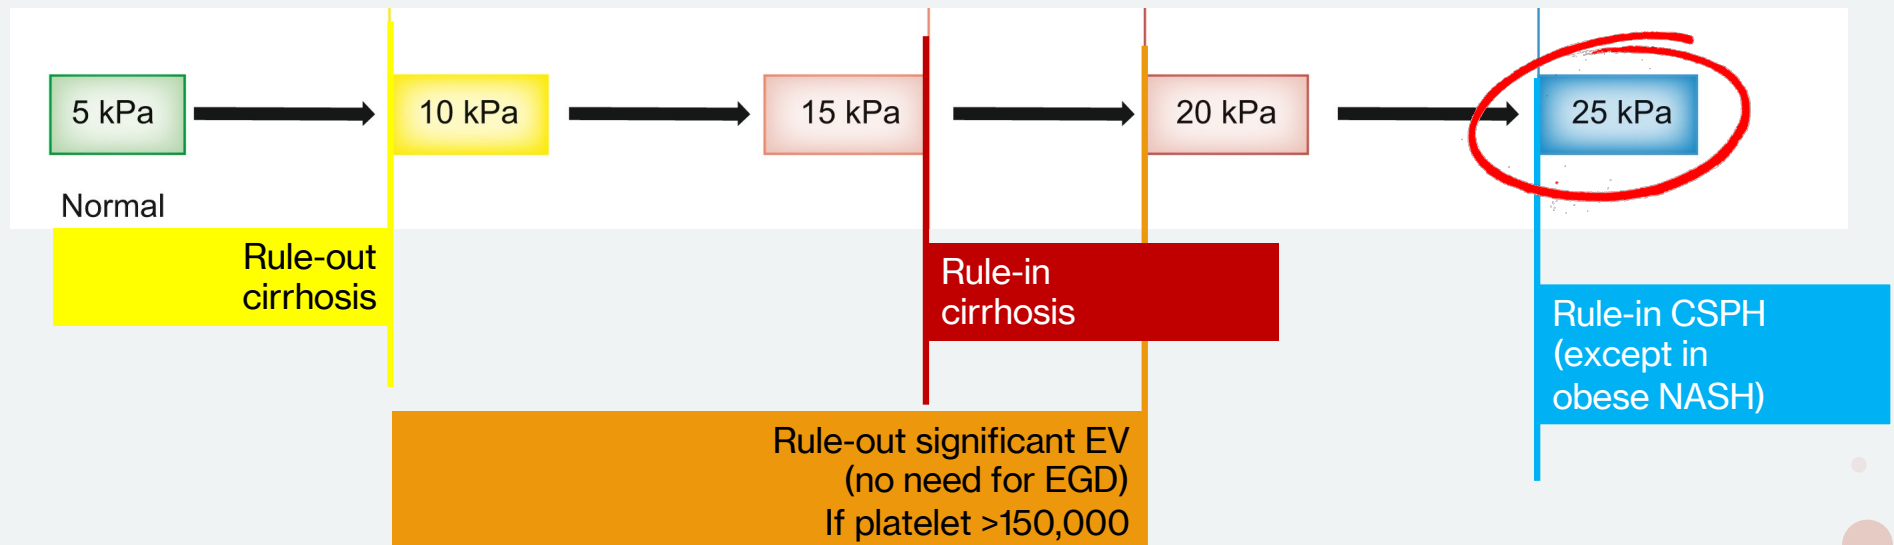 5 kPa
10 kPa
15 kPa
20 kPa
25 kPa
Normal
Rule-out
cirrhosis
Rule-in
cirrhosis
Rule-in CSPH
(except in
obese NASH)
Rule-out significant EV
(no need for EGD)
If platelet >150,000